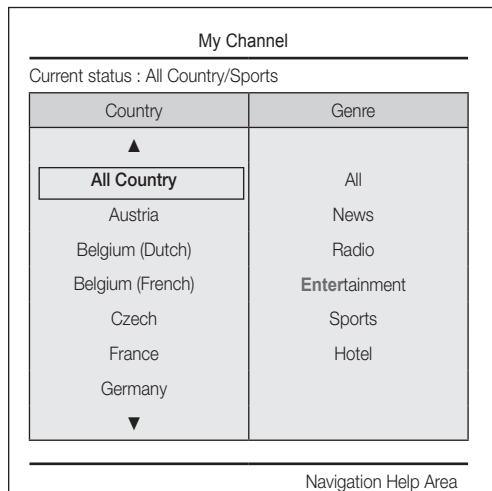 My Channel
Current status : All Country/Sports
Country Genre
▲
All Country All
Austria News
Belgium (Dutch) Radio
Belgium (French) Entertainment
Czech Sports
France Hotel
Germany
▼
Navigation Help Area